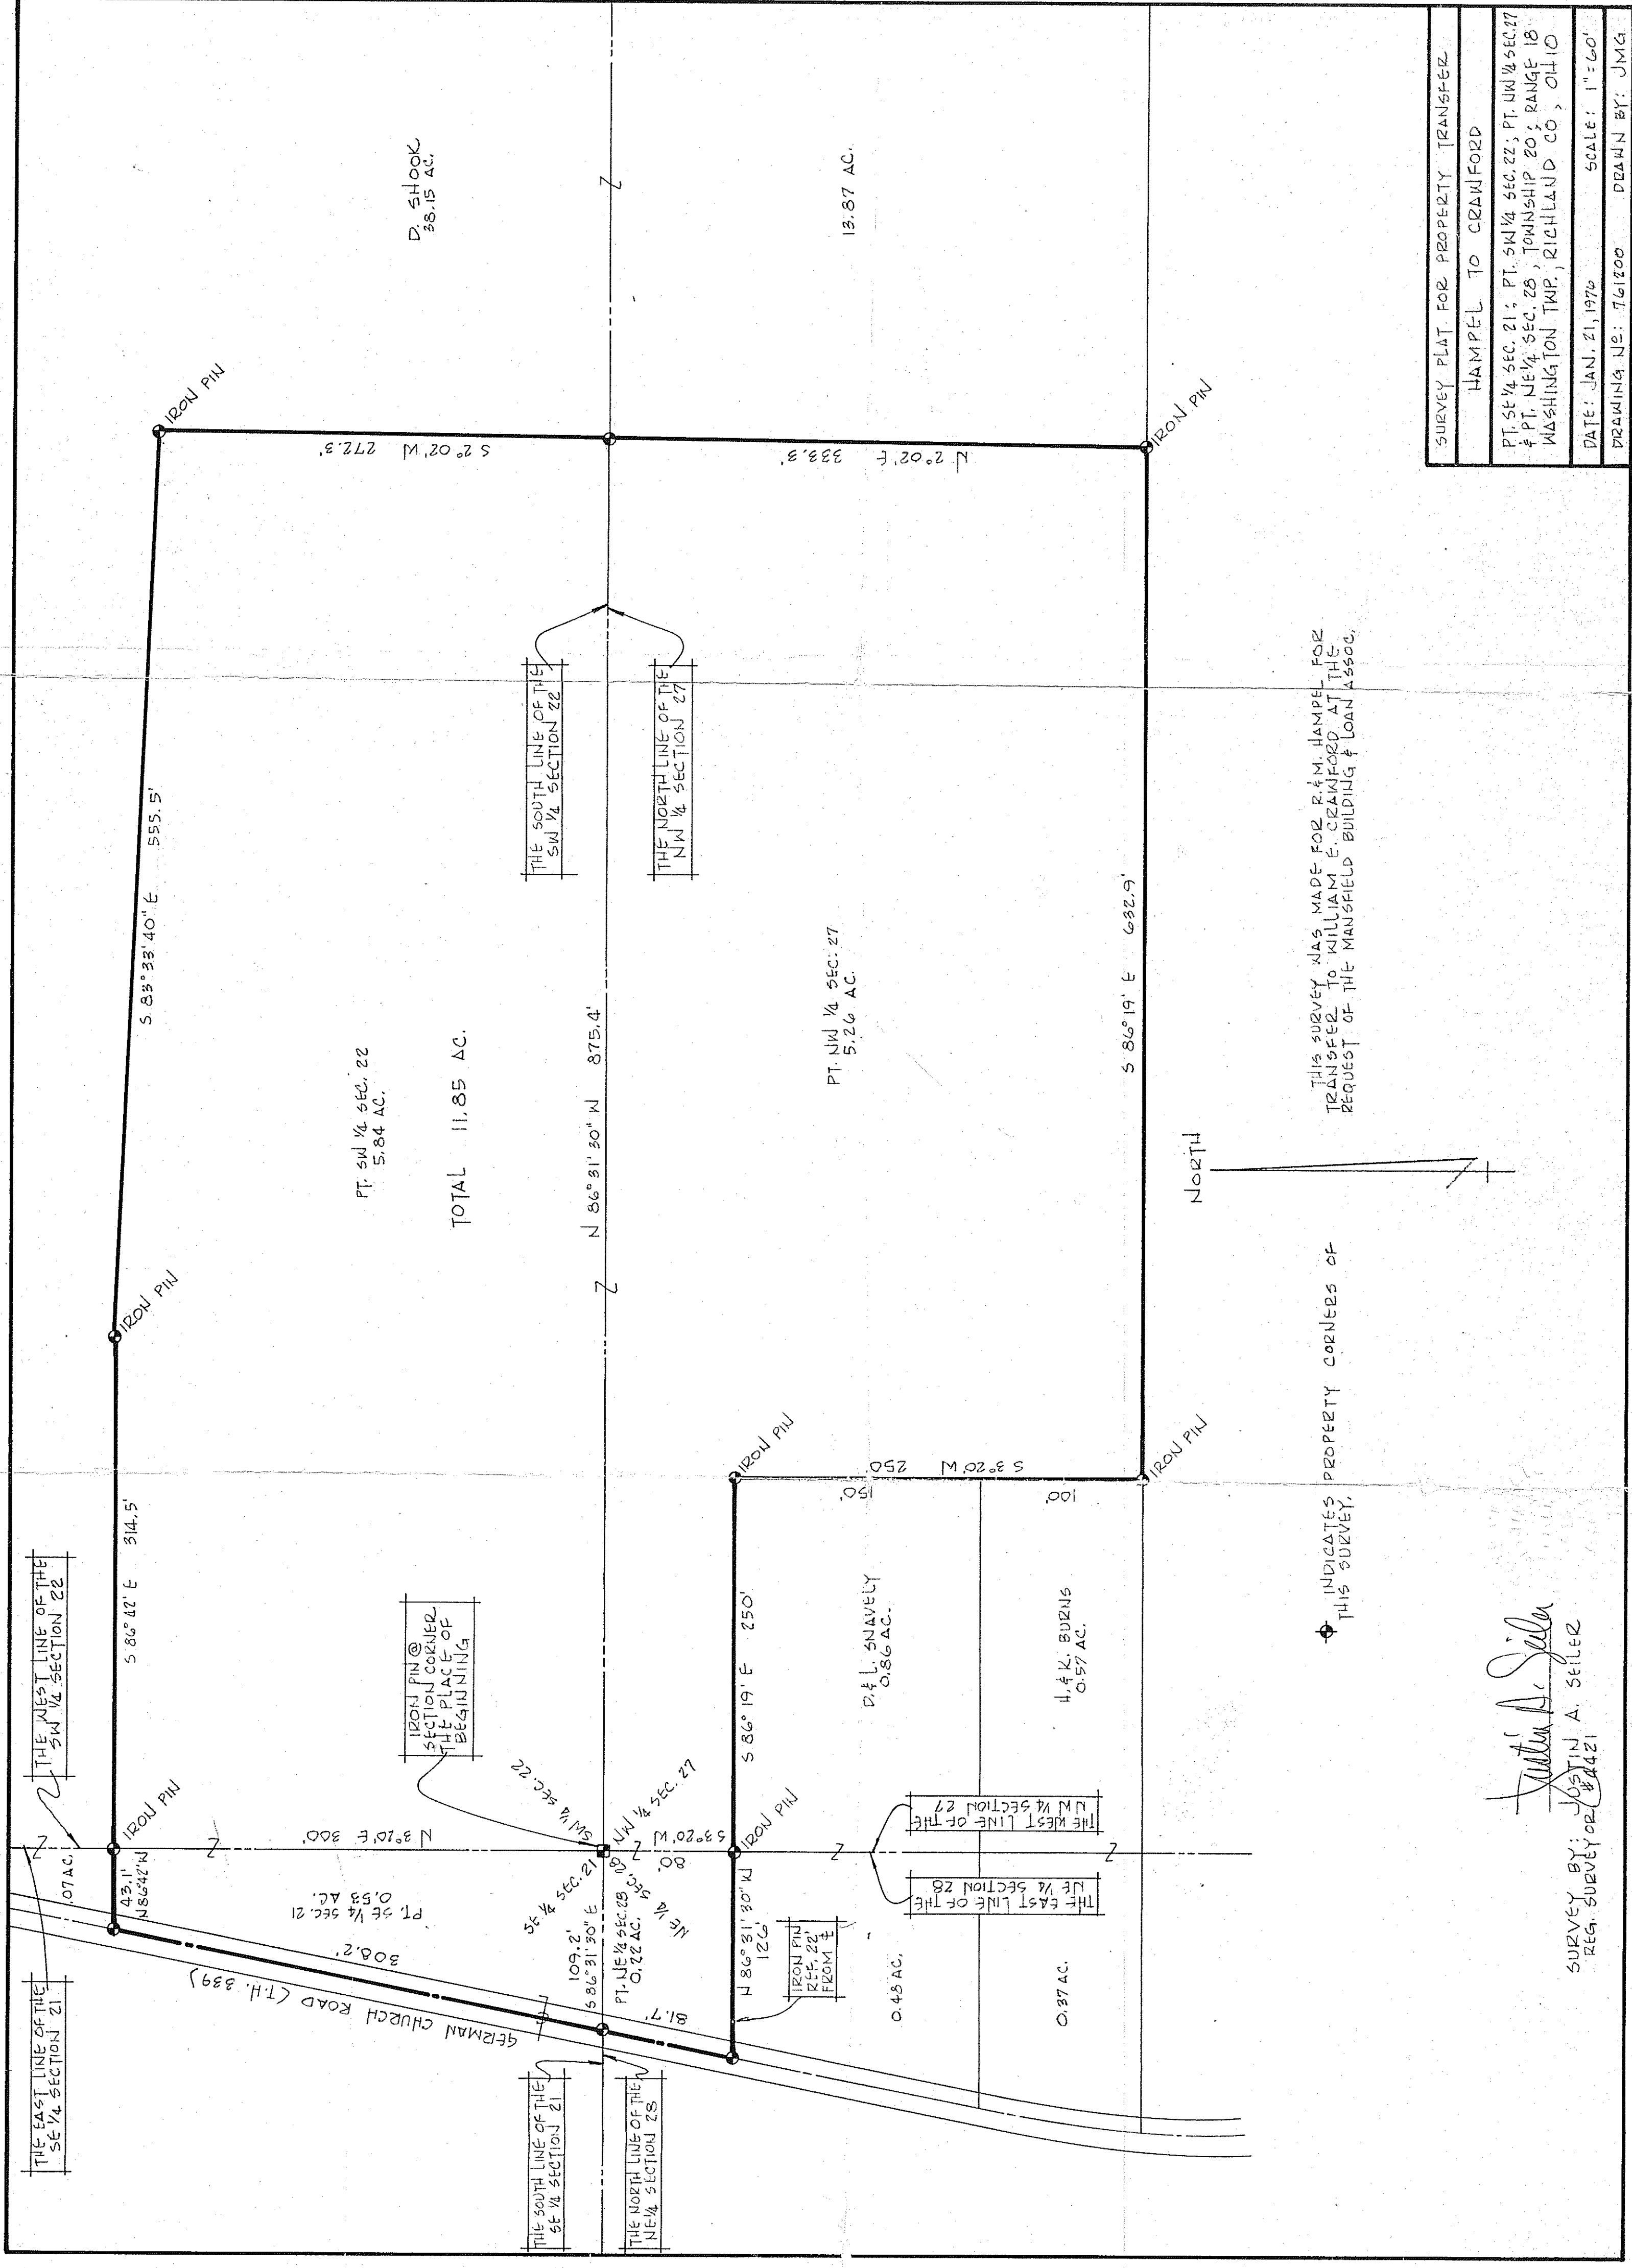 THE EAST LINE OF THE
SE 1/4 SECTION 21
THE WEST LINE OF THE
SW 1/4 SECTION 22
.07 AC.
43.1'
N86°42'W
IRON PIN
S 86° 42' E 314.5'
IRON PIN
S 83° 33' 40" E 555.5'
IRON PIN
GERMAN CHURCH ROAD (T.H. 339)
308.2'
PT. SE 1/4 SEC. 21
0.53 AC.
N 3°20' E 300'
PT. SW 1/4 SEC. 22
5.84 AC.
TOTAL 11.85 AC.
S 2°02' W 272.3'
D. SHOOK
38.15 AC.
IRON PIN @
SECTION CORNER
THE PLACE OF
BEGINNING
THE SOUTH LINE OF THE
SW 1/4 SECTION 22
THE NORTH LINE OF THE
NW 1/4 SECTION 27
THE SOUTH LINE OF THE
SE 1/4 SECTION 21
THE NORTH LINE OF THE
NE 1/4 SECTION 28
SE 1/4 SEC. 21
SW 1/4 SEC. 22
NE 1/4 SEC. 28
NW 1/4 SEC. 27
109.2'
S 86° 31' 30" E
PT. NE 1/4 SEC. 28
0.22 AC.
81.7'
S 3°20' W
80'
N 86° 31' 30" W 875.4'
N 2°02' E 333.3'
13.87 AC.
N 86° 31' 30" W
126'
IRON PIN
REF. 22'
FROM ℄
IRON PIN
S 86° 19' E 250'
IRON PIN
S 3°20' W 250'
150'
100'
PT. NW 1/4 SEC. 27
5.26 AC.
D. & L. SNAVELY
0.86 AC.
H. & K. BURNS
0.57 AC.
0.48 AC.
0.37 AC.
THE EAST LINE OF THE
NE 1/4 SECTION 28
THE WEST LINE OF THE
NW 1/4 SECTION 27
IRON PIN
S 86° 19' E 632.9'
IRON PIN
NORTH
INDICATES PROPERTY CORNERS OF
THIS SURVEY.
THIS SURVEY WAS MADE FOR R. & M. HAMPEL FOR
TRANSFER TO WILLIAM E. CRAWFORD AT THE
REQUEST OF THE MANSFIELD BUILDING & LOAN ASSOC.
Justin A. Seiler
SURVEY BY: JUSTIN A. SEILER
REG. SURVEYOR #4421
SURVEY PLAT FOR PROPERTY TRANSFER
HAMPEL TO CRAWFORD
PT. SE 1/4 SEC. 21; PT. SW 1/4 SEC. 22; PT. NW 1/4 SEC. 27
& PT. NE 1/4 SEC. 28, TOWNSHIP 20, RANGE 18
WASHINGTON TWP., RICHLAND CO., OHIO
DATE: JAN. 21, 1976 SCALE: 1"=60'
DRAWING No: 761200 DRAWN BY: JMG